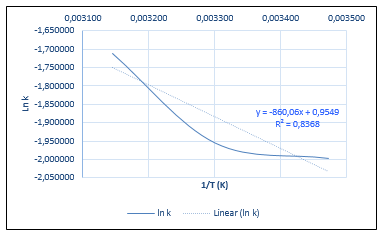 0,003100 0,003200 0,003300 0,003400 0,003500
-1,650000
-1,700000
-1,750000
-1,800000
-1,850000
-1,900000
-1,950000
-2,000000
-2,050000
Ln k
y = -860,06x + 0,9549
R² = 0,8368
1/T (K)
ln k Linear (ln k)